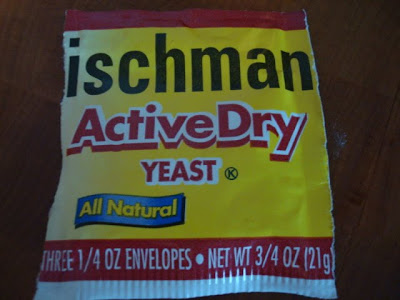 ischman
ActiveDry
YEAST K
All Natural
THREE 1/4 OZ ENVELOPES • NET WT 3/4 OZ (21g)